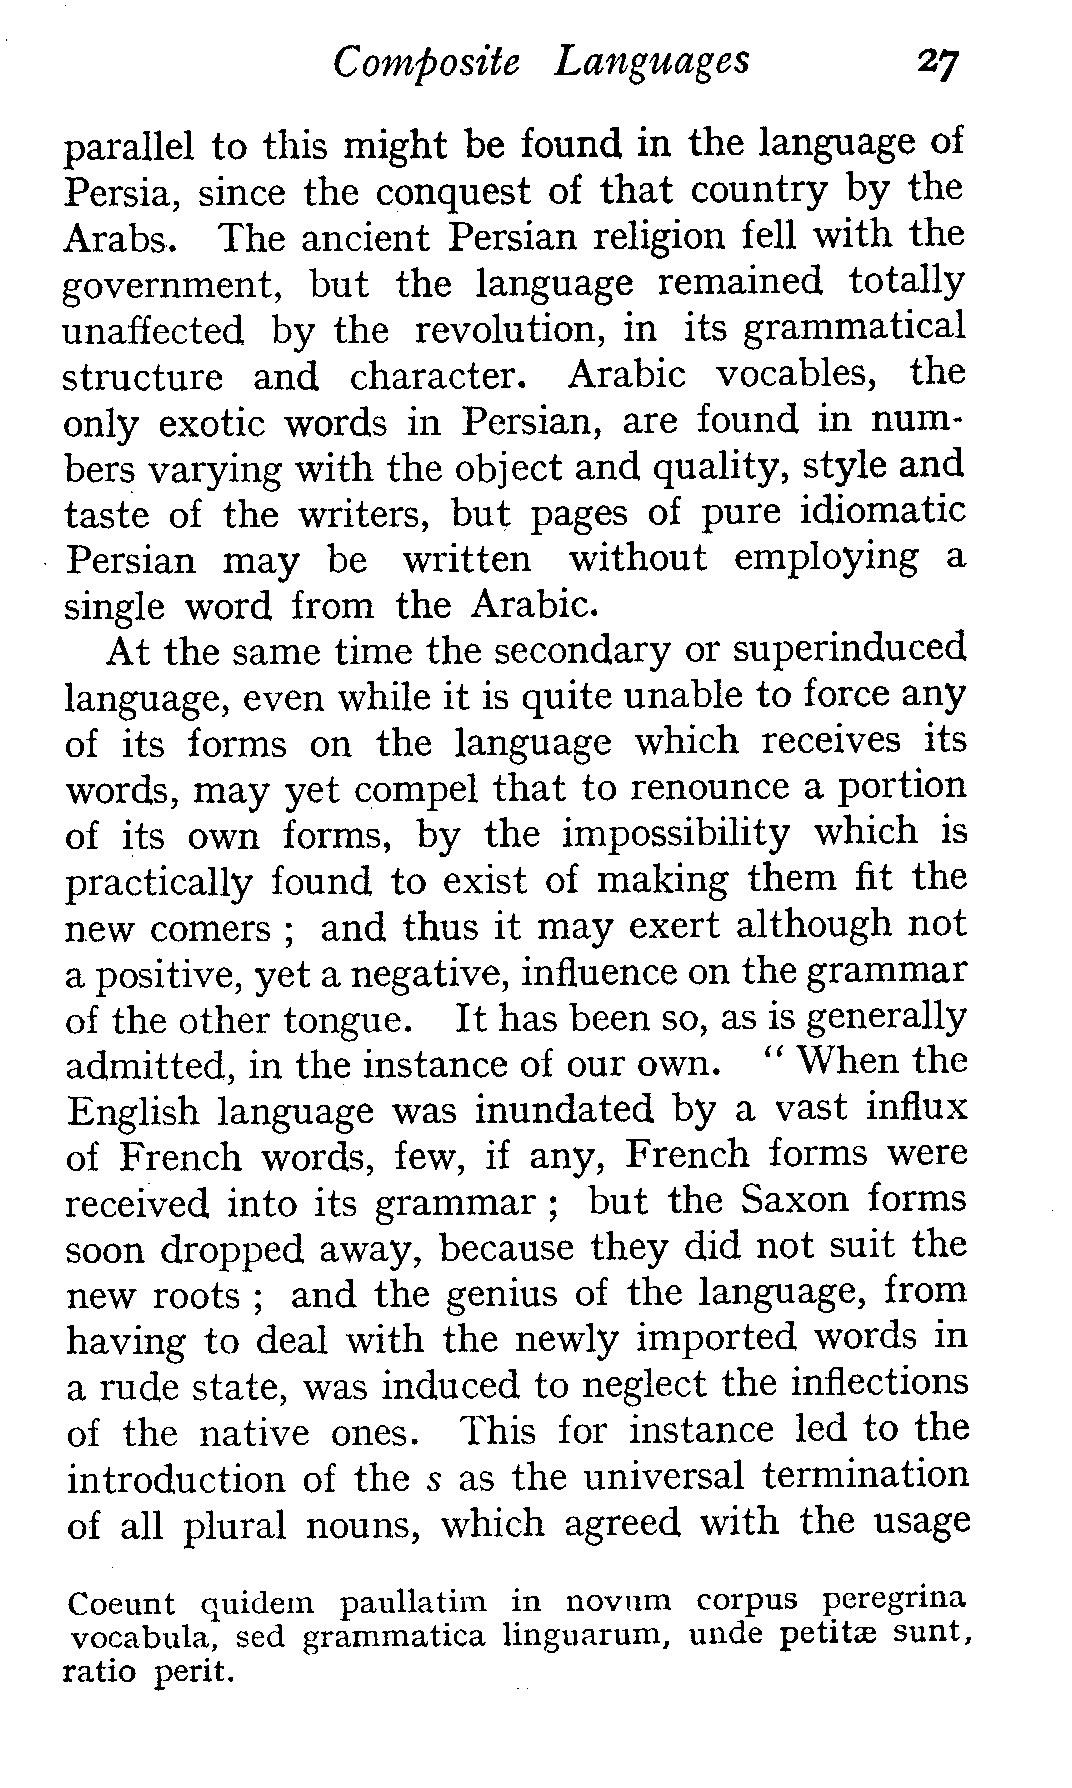 Composite Languages 27
parallel to this might be found in the language of
Persia, since the conquest of that country by the
Arabs. The ancient Persian religion fell with the
government, but the language remained totally
unaffected by the revolution, in its grammatical
structure and character. Arabic vocables, the
only exotic words in Persian, are found in num-
bers varying with the object and quality, style and
taste of the writers, but pages of pure idiomatic
Persian may be written without employing a
single word from the Arabic.
At the same time the secondary or superinduced
language, even while it is quite unable to force any
of its forms on the language which receives its
words, may yet compel that to renounce a portion
of its own forms, by the impossibility which is
practically found to exist of making them fit the
new comers ; and thus it may exert although not
a positive, yet a negative, influence on the grammar
of the other tongue. It has been so, as is generally
admitted, in the instance of our own. “ When the
English language was inundated by a vast influx
of French words, few, if any, French forms were
received into its grammar ; but the Saxon forms
soon dropped away, because they did not suit the
new roots ; and the genius of the language, from
having to deal with the newly imported words in
a rude state, was induced to neglect the inflections
of the native ones. This for instance led to the
introduction of the s as the universal termination
of all plural nouns, which agreed with the usage
Coeunt quidem paullatim in novum corpus peregrina
vocabula, sed grammatica linguarum, unde petitæ sunt,
ratio perit.